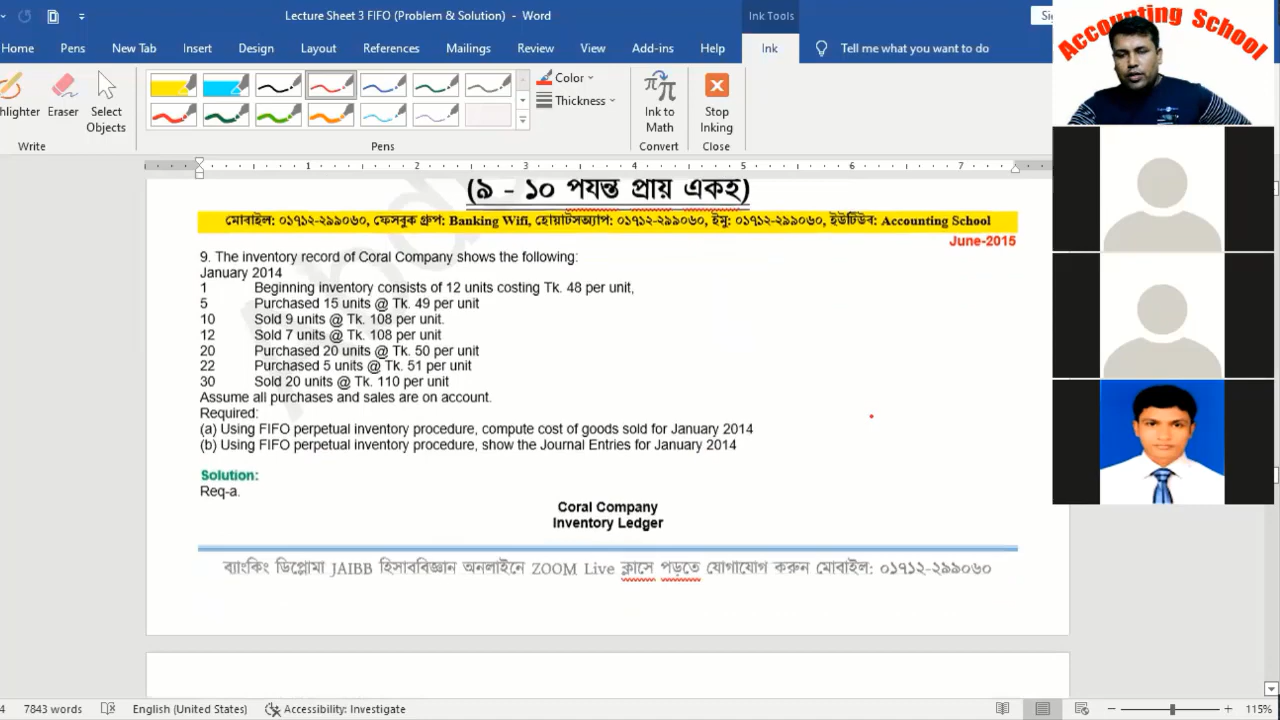 Lecture Sheet 3 FIFO (Problem & Solution) - Word
Ink Tools
Home Pens New Tab Insert Design Layout References Mailings Review View Add-ins Help Ink Tell me what you want to do
Accounting School
Eraser Select Objects
Color
Thickness
Ink to Math
Stop Inking
Write Pens Convert Close
1 2 3 4 5 6 7
(৯ - ১০ পযন্ত প্রায় একই)
মোবাইল: ০১৭১২-২৯৯০৬০, ফেসবুক গ্রুপ: Banking Wifi, হোয়াটসঅ্যাপ: ০১৭১২-২৯৯০৬০, ইমু: ০১৭১২-২৯৯০৬০, ইউটিউব: Accounting School
June-2015
9. The inventory record of Coral Company shows the following:
January 2014
1 Beginning inventory consists of 12 units costing Tk. 48 per unit,
5 Purchased 15 units @ Tk. 49 per unit
10 Sold 9 units @ Tk. 108 per unit.
12 Sold 7 units @ Tk. 108 per unit
20 Purchased 20 units @ Tk. 50 per unit
22 Purchased 5 units @ Tk. 51 per unit
30 Sold 20 units @ Tk. 110 per unit
Assume all purchases and sales are on account.
Required:
(a) Using FIFO perpetual inventory procedure, compute cost of goods sold for January 2014
(b) Using FIFO perpetual inventory procedure, show the Journal Entries for January 2014
Solution:
Req-a.
Coral Company
Inventory Ledger
ব্যাংকিং ডিপ্লোমা JAIBB হিসাববিজ্ঞান অনলাইনে ZOOM Live ক্লাসে পড়তে যোগাযোগ করুন মোবাইল: ০১৭১২-২৯৯০৬০
4 7843 words English (United States) Accessibility: Investigate 115%